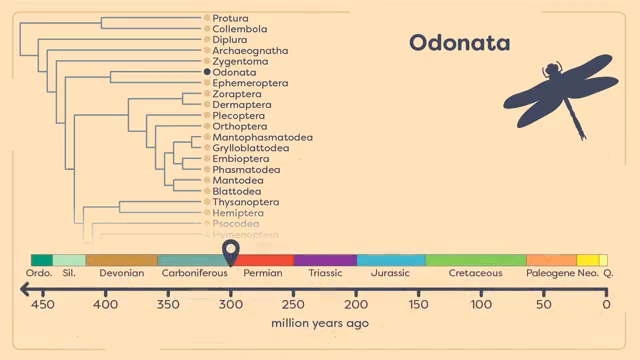 Protura
Collembola
Diplura
Archaeognatha
Zygentoma
Odonata
Ephemeroptera
Zoraptera
Dermaptera
Plecoptera
Orthoptera
Mantophasmatodea
Grylloblattodea
Embioptera
Phasmatodea
Mantodea
Blattodea
Thysanoptera
Hemiptera
Psocodea
Hymenoptera
Odonata
Ordo. Sil. Devonian Carboniferous Permian Triassic Jurassic Cretaceous Paleogene Neo. Q.
450 400 350 300 250 200 150 100 50 0
million years ago